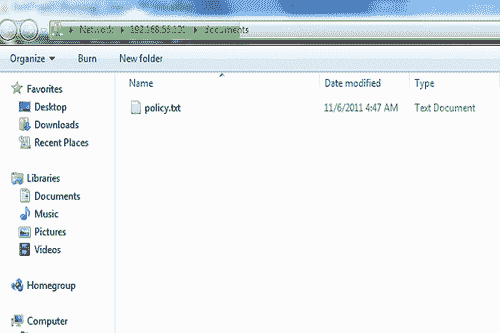 Network 192.168.56.101 documents
Organize Burn New folder
Name Date modified Type
Favorites
Desktop
Downloads
Recent Places
policy.txt 11/6/2011 4:47 AM Text Document
Libraries
Documents
Music
Pictures
Videos
Homegroup
Computer